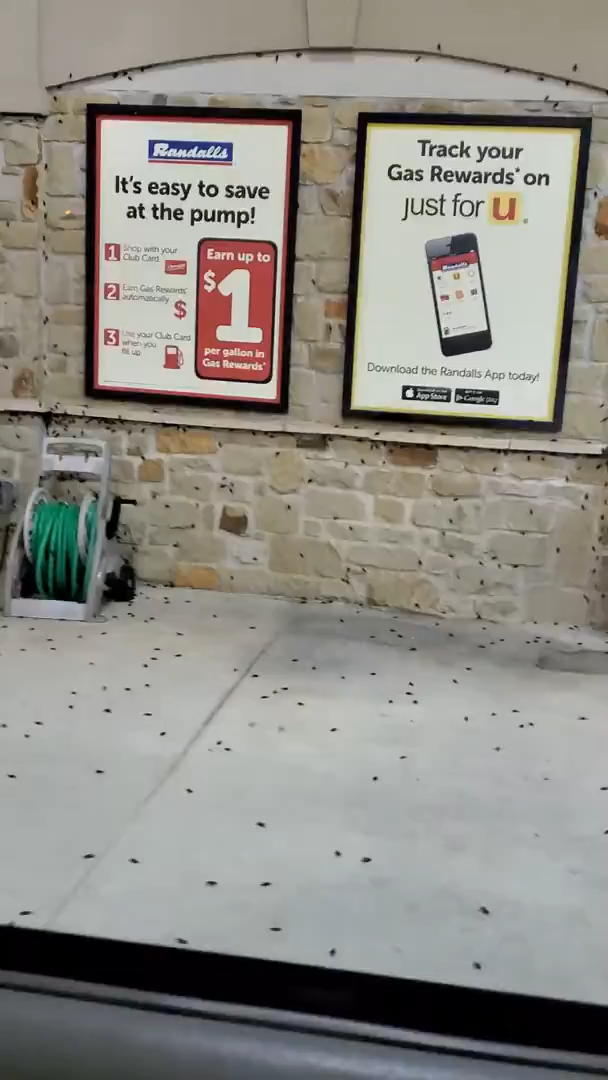 Randalls
It's easy to save
at the pump!
1 Shop with your
Club Card
2 Earn Gas Rewards
automatically
$
3 Use your Club Card
when you
fill up
Earn up to
$1
per gallon in
Gas Rewards*
Track your
Gas Rewards* on
just for u®
Randalls
Download the Randalls App today!
App Store
Google play